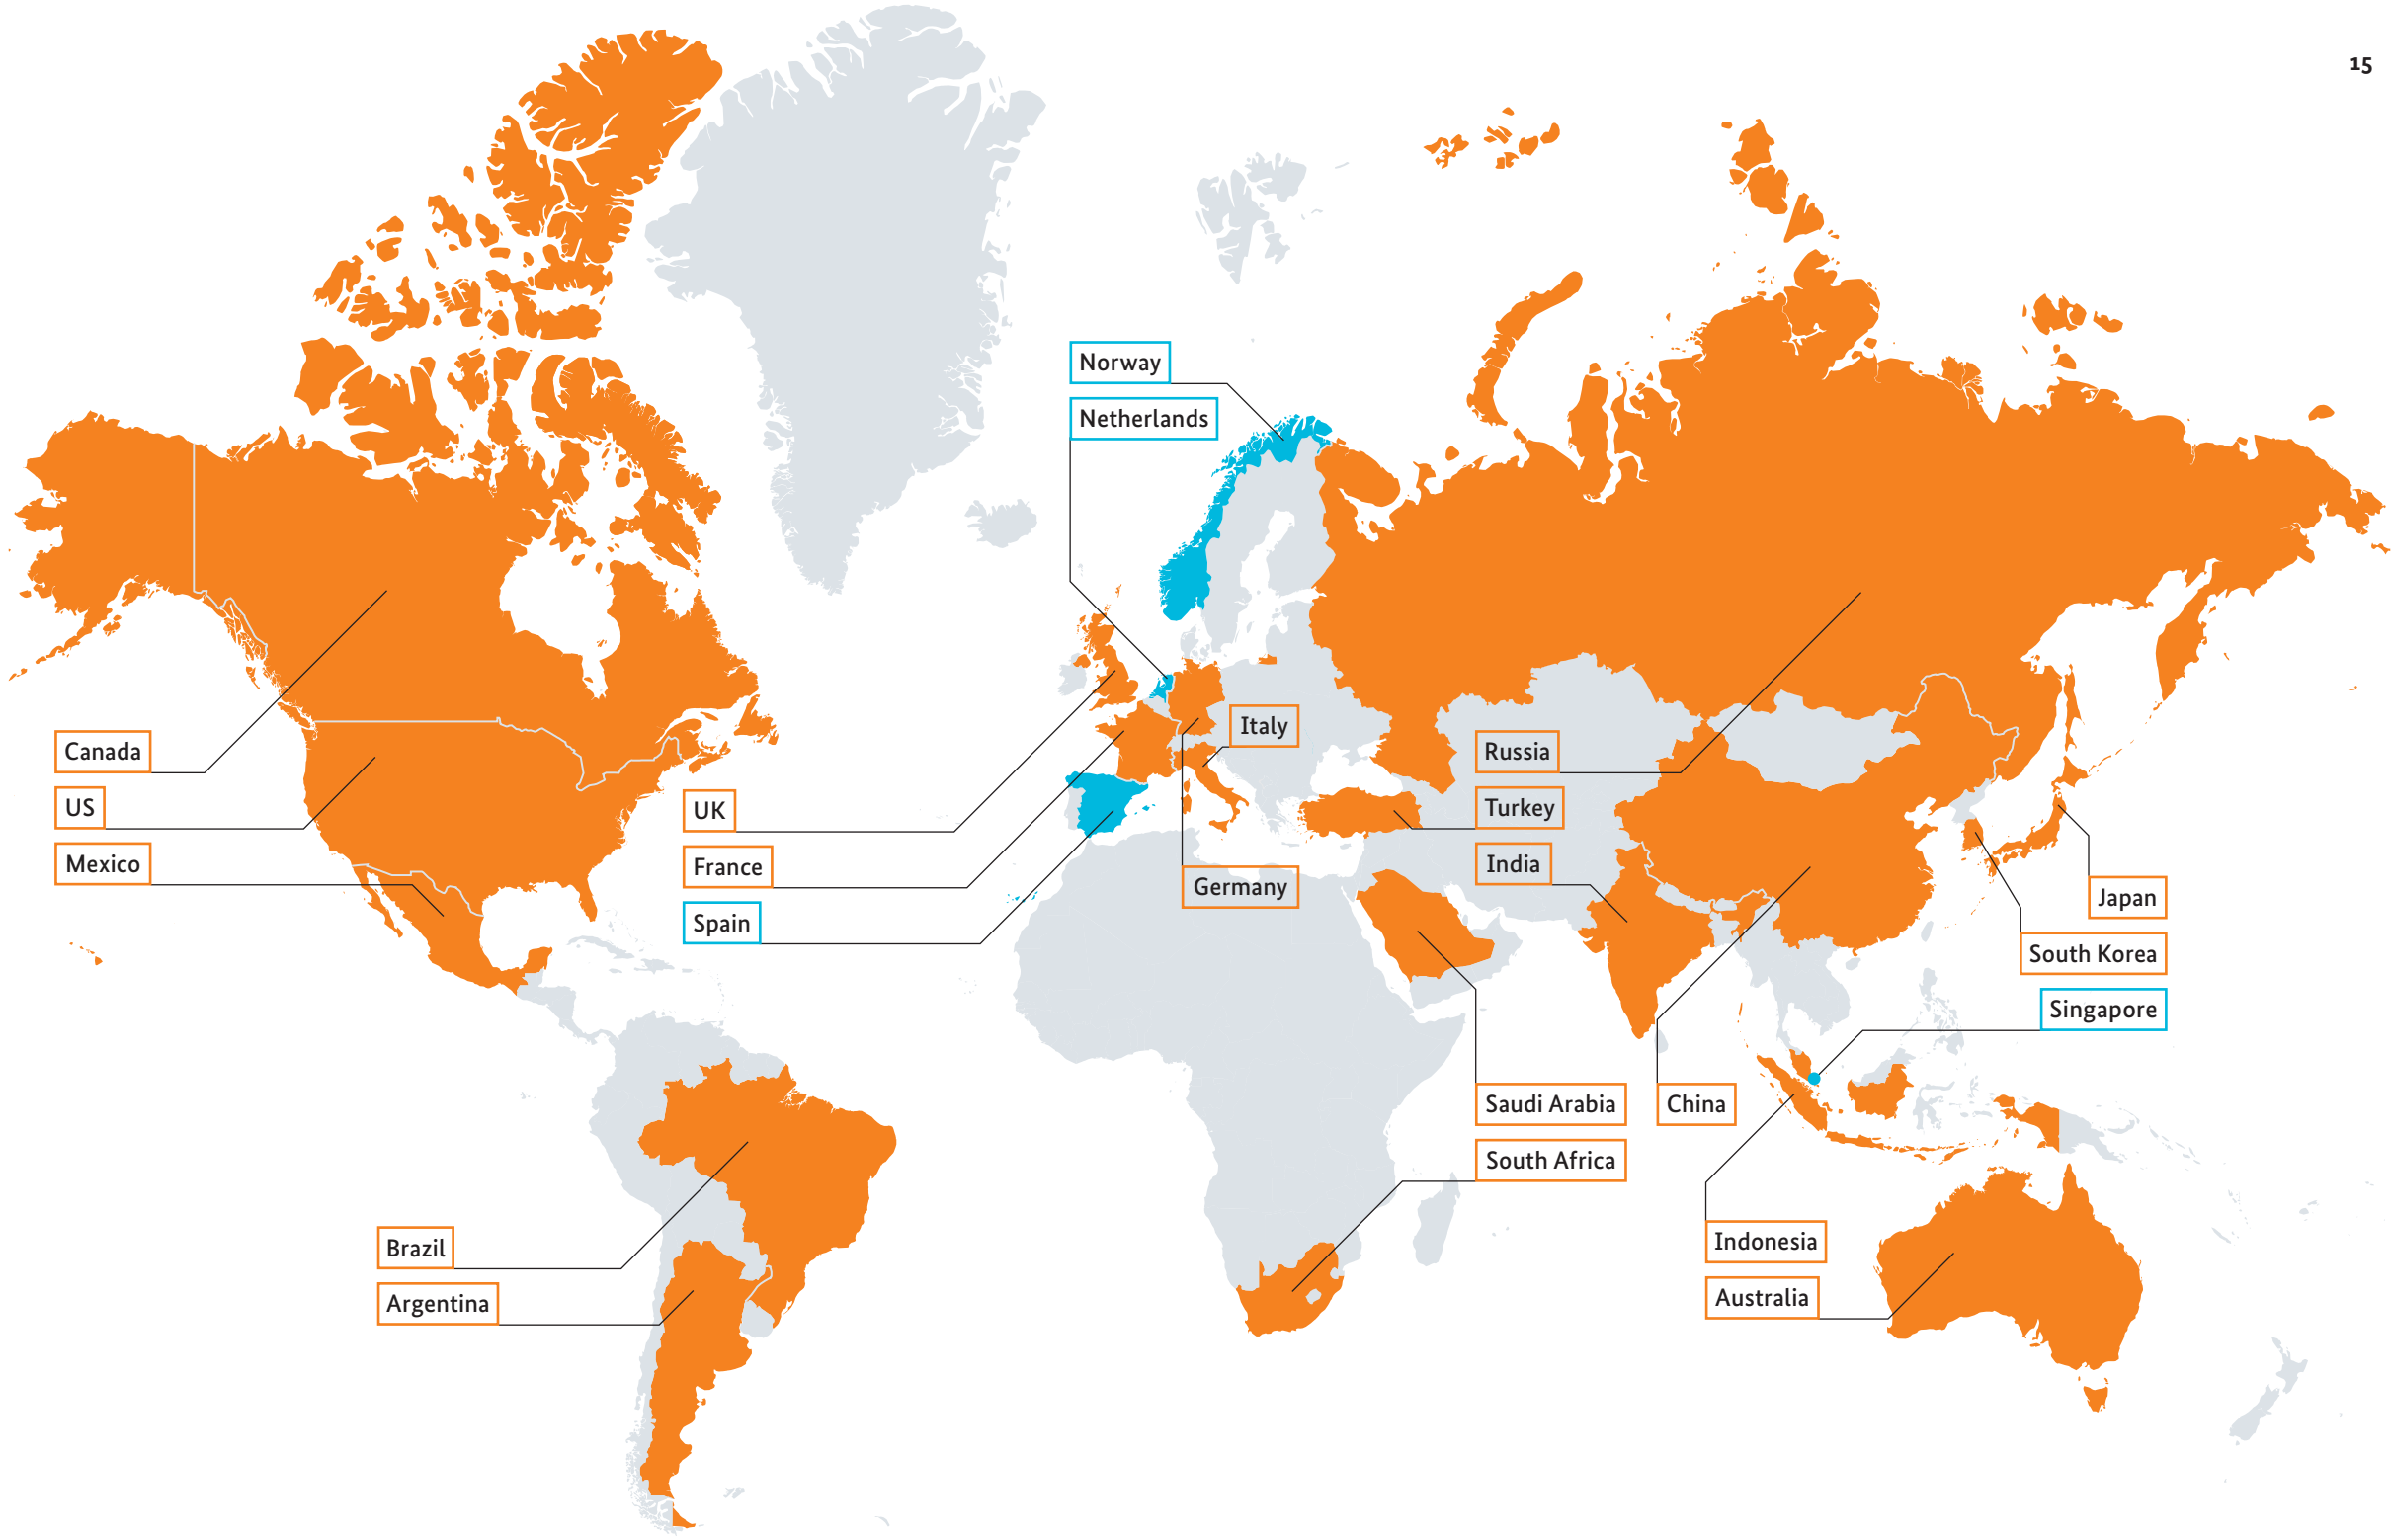 15
Norway
Netherlands
Canada
US
Mexico
UK
France
Spain
Italy
Germany
Russia
Turkey
India
Japan
South Korea
Singapore
Saudi Arabia
China
South Africa
Brazil
Argentina
Indonesia
Australia